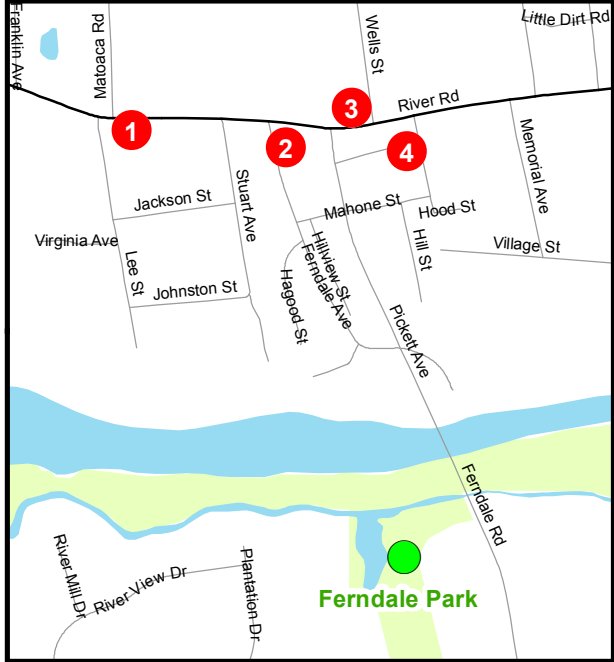 Franklin Ave
Matoaca Rd
Wells St
Little Dirt Rd
River Rd
1
2
3
4
Memorial Ave
Jackson St
Stuart Ave
Mahone St
Hood St
Virginia Ave
Lee St
Hill St
Village St
Johnston St
Hagood St
Hillview St
Ferndale Ave
Pickett Ave
Ferndale Rd
River Mill Dr
River View Dr
Plantation Dr
Ferndale Park